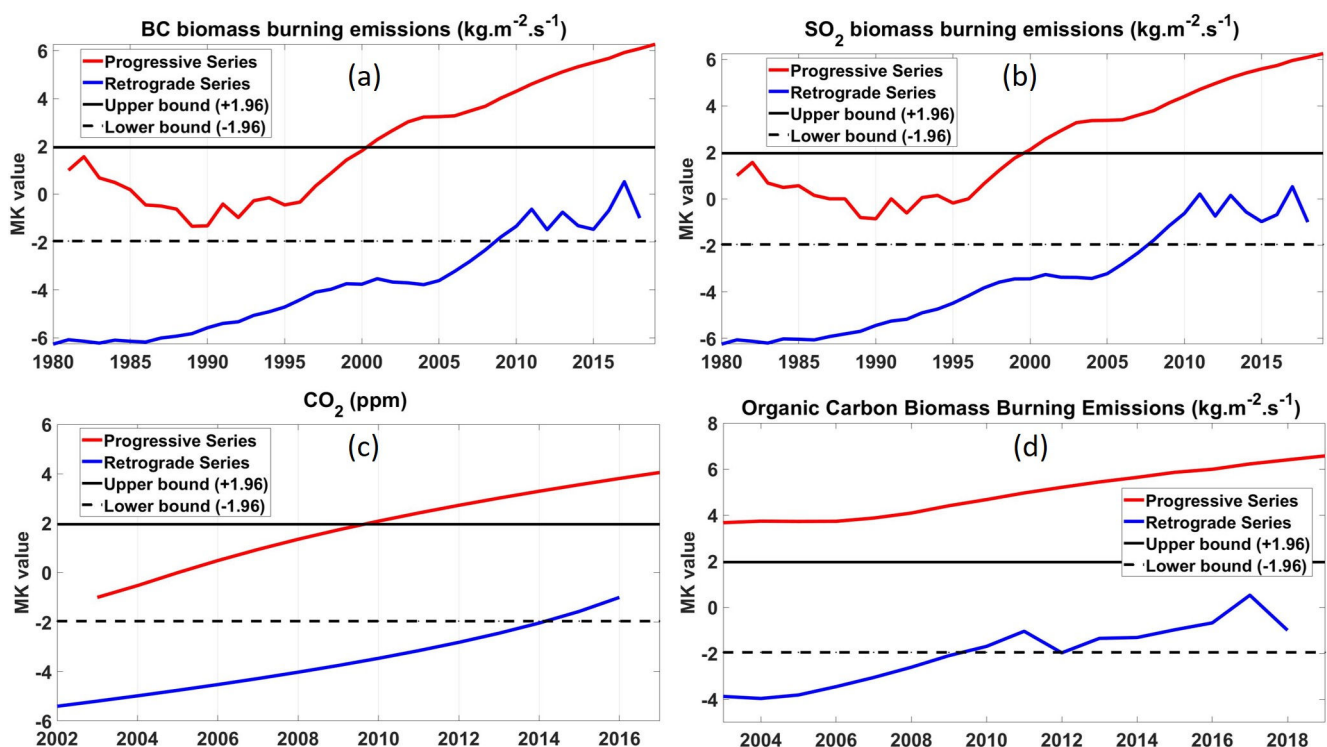 BC biomass burning emissions (kg.m-2.s-1)
(a)
Progressive Series
Retrograde Series
Upper bound (+1.96)
Lower bound (-1.96)
MK value
6
4
2
0
-2
-4
-6
1980 1985 1990 1995 2000 2005 2010 2015
SO2 biomass burning emissions (kg.m-2.s-1)
(b)
Progressive Series
Retrograde Series
Upper bound (+1.96)
Lower bound (-1.96)
MK value
6
4
2
0
-2
-4
-6
1980 1985 1990 1995 2000 2005 2010 2015
CO2 (ppm)
(c)
Progressive Series
Retrograde Series
Upper bound (+1.96)
Lower bound (-1.96)
MK value
6
4
2
0
-2
-4
-6
2002 2004 2006 2008 2010 2012 2014 2016
Organic Carbon Biomass Burning Emissions (kg.m-2.s-1)
(d)
Progressive Series
Retrograde Series
Upper bound (+1.96)
Lower bound (-1.96)
MK value
8
6
4
2
0
-2
-4
2004 2006 2008 2010 2012 2014 2016 2018